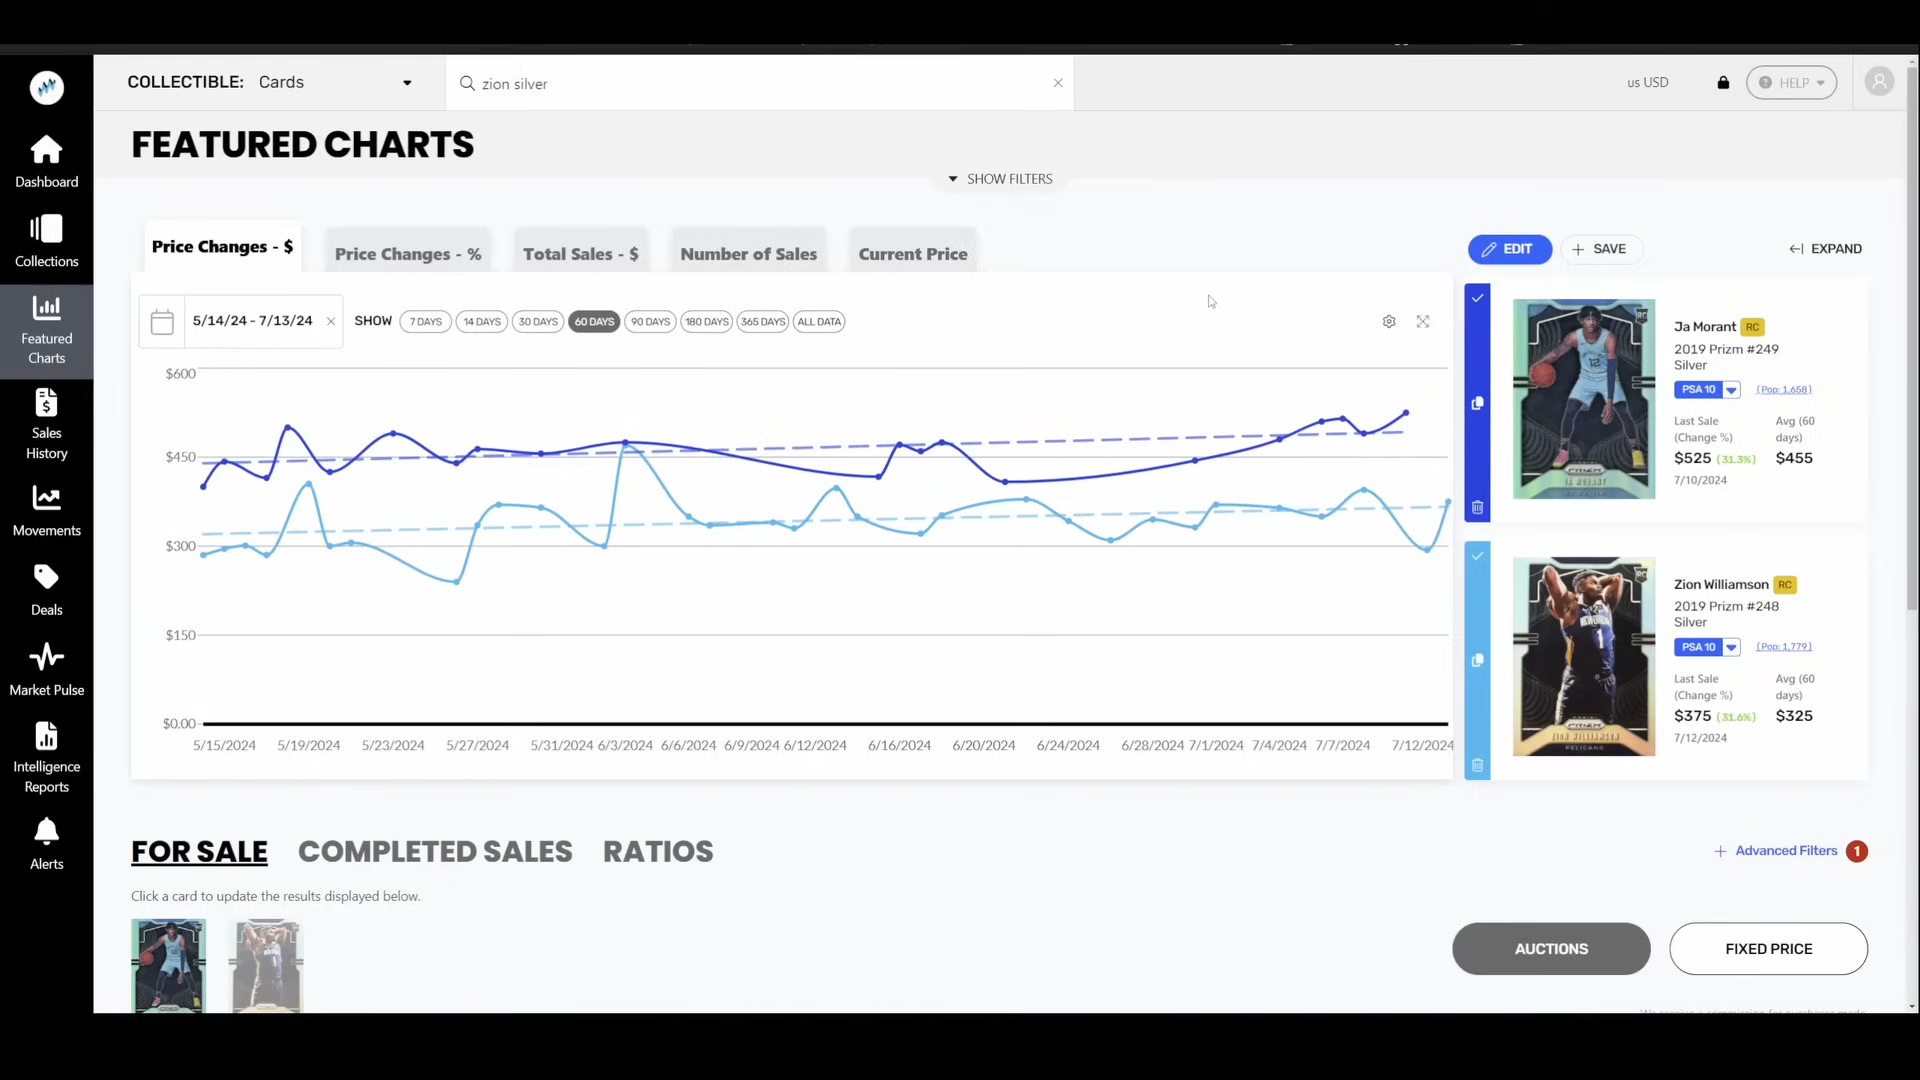 COLLECTIBLE: Cards
zion silver
us USD
HELP
FEATURED CHARTS
SHOW FILTERS
Dashboard
Collections
Featured
Charts
Sales
History
Movements
Deals
Market Pulse
Intelligence
Reports
Alerts
Price Changes - $
Price Changes - %
Total Sales - $
Number of Sales
Current Price
EDIT
SAVE
EXPAND
5/14/24 - 7/13/24
SHOW
7 DAYS
14 DAYS
30 DAYS
60 DAYS
90 DAYS
180 DAYS
365 DAYS
ALL DATA
$600
$450
$300
$150
$0.00
5/15/2024
5/19/2024
5/23/2024
5/27/2024
5/31/2024
6/3/2024
6/6/2024
6/9/2024
6/12/2024
6/16/2024
6/20/2024
6/24/2024
6/28/2024
7/1/2024
7/4/2024
7/7/2024
7/12/2024
Ja Morant RC
2019 Prizm #249
Silver
PSA 10
(Pop: 1,658)
Last Sale
(Change %)
Avg (60
days)
$525 (31.3%)
$455
7/10/2024
Zion Williamson RC
2019 Prizm #248
Silver
PSA 10
(Pop: 1,779)
Last Sale
(Change %)
Avg (60
days)
$375 (31.6%)
$325
7/12/2024
FOR SALE
COMPLETED SALES
RATIOS
Advanced Filters 1
Click a card to update the results displayed below.
AUCTIONS
FIXED PRICE